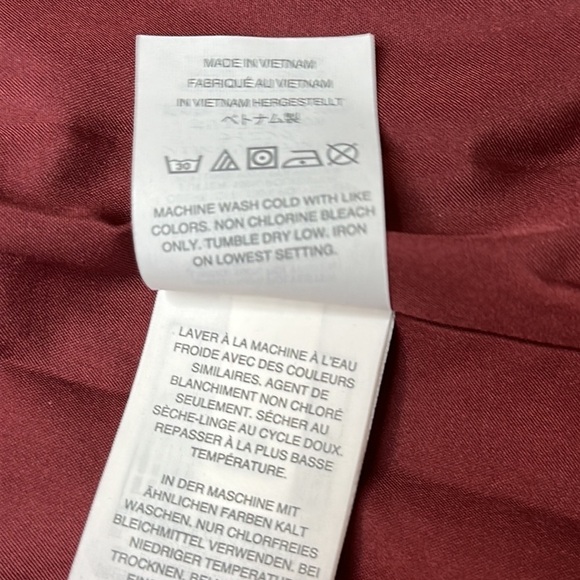 MADE IN VIETNAM
FABRIQUÉ AU VIETNAM
IN VIETNAM HERGESTELLT
ベトナム製
30
MACHINE WASH COLD WITH LIKE
COLORS. NON CHLORINE BLEACH
ONLY. TUMBLE DRY LOW. IRON
ON LOWEST SETTING.
LAVER À LA MACHINE À L'EAU
FROIDE AVEC DES COULEURS
SIMILAIRES. AGENT DE
BLANCHIMENT NON CHLORÉ
SEULEMENT. SÉCHER AU
SÈCHE-LINGE AU CYCLE DOUX.
REPASSER À LA PLUS BASSE
TEMPÉRATURE.
IN DER MASCHINE MIT
ÄHNLICHEN FARBEN KALT
WASCHEN. NUR CHLORFREIES
BLEICHMITTEL VERWENDEN. BEI
NIEDRIGER TEMPERATUR
TROCKNEN.